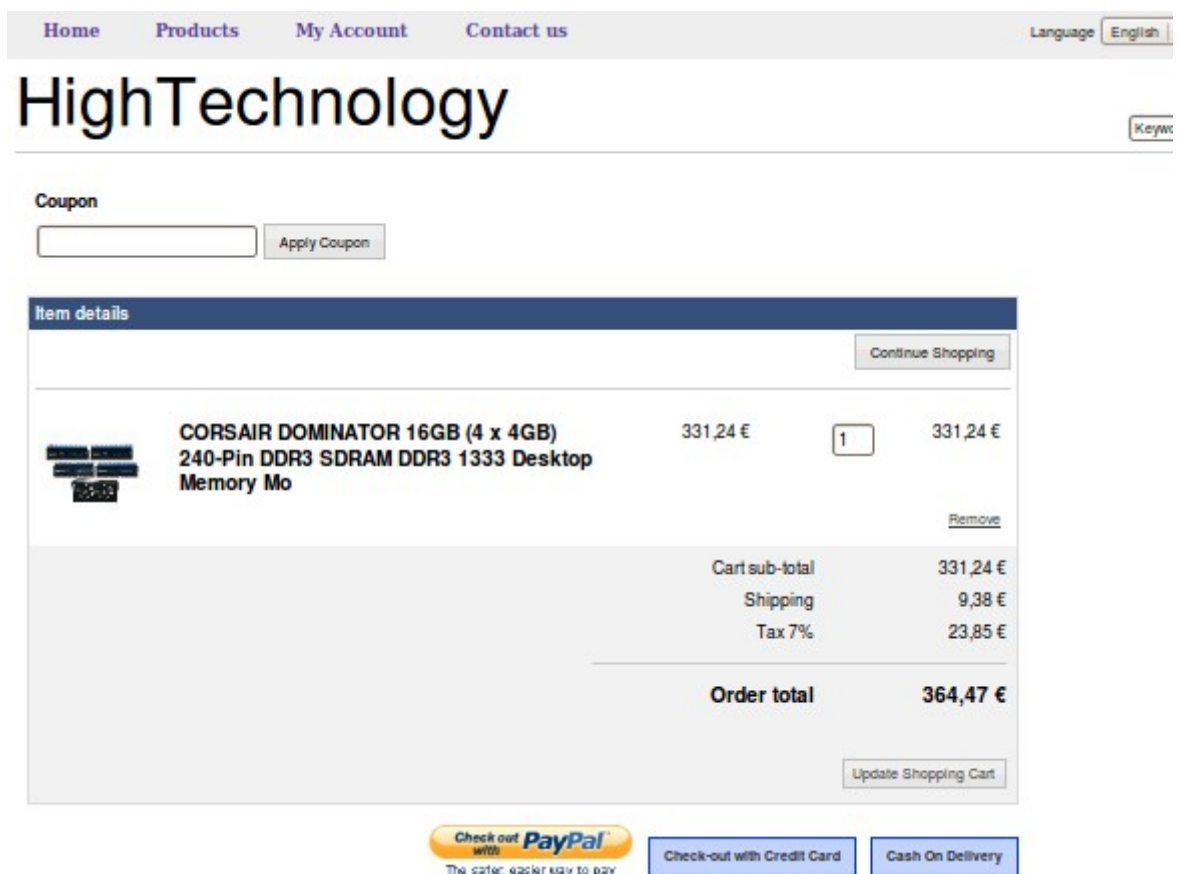 Home Products My Account Contact us Language English
HighTechnology
Keywo
Coupon
Apply Coupon
Item details
Continue Shopping
CORSAIR DOMINATOR 16GB (4 x 4GB) 331,24 € 1 331,24 €
240-Pin DDR3 SDRAM DDR3 1333 Desktop
Memory Mo
Remove
Cart sub-total 331,24 €
Shipping 9,38 €
Tax 7% 23,85 €
Order total 364,47 €
Update Shopping Cart
Check out with PayPal Check-out with Credit Card Cash On Delivery
The safer, easier way to pay